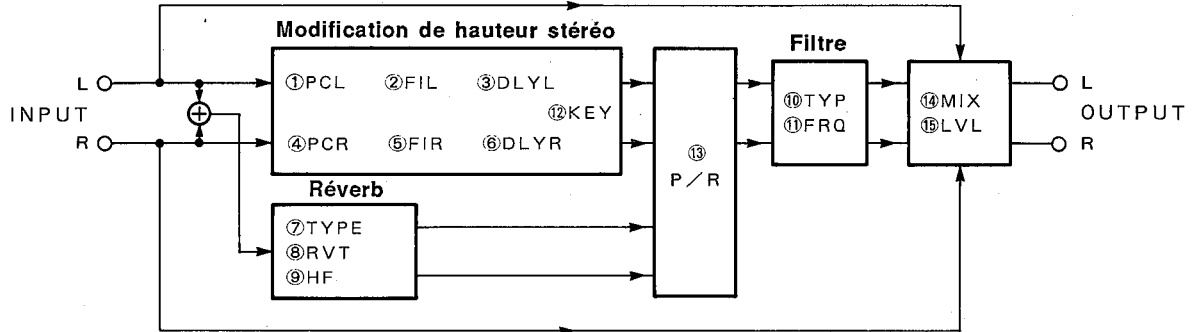 Modification de hauteur stéréo
Filtre
L
INPUT
R
①PCL ②FIL ③DLYL
⑫KEY
④PCR ⑤FIR ⑥DLYR
⑬
P/R
⑩TYP
⑪FRQ
⑭MIX
⑮LVL
L
OUTPUT
R
Réverb
⑦TYPE
⑧RVT
⑨HF